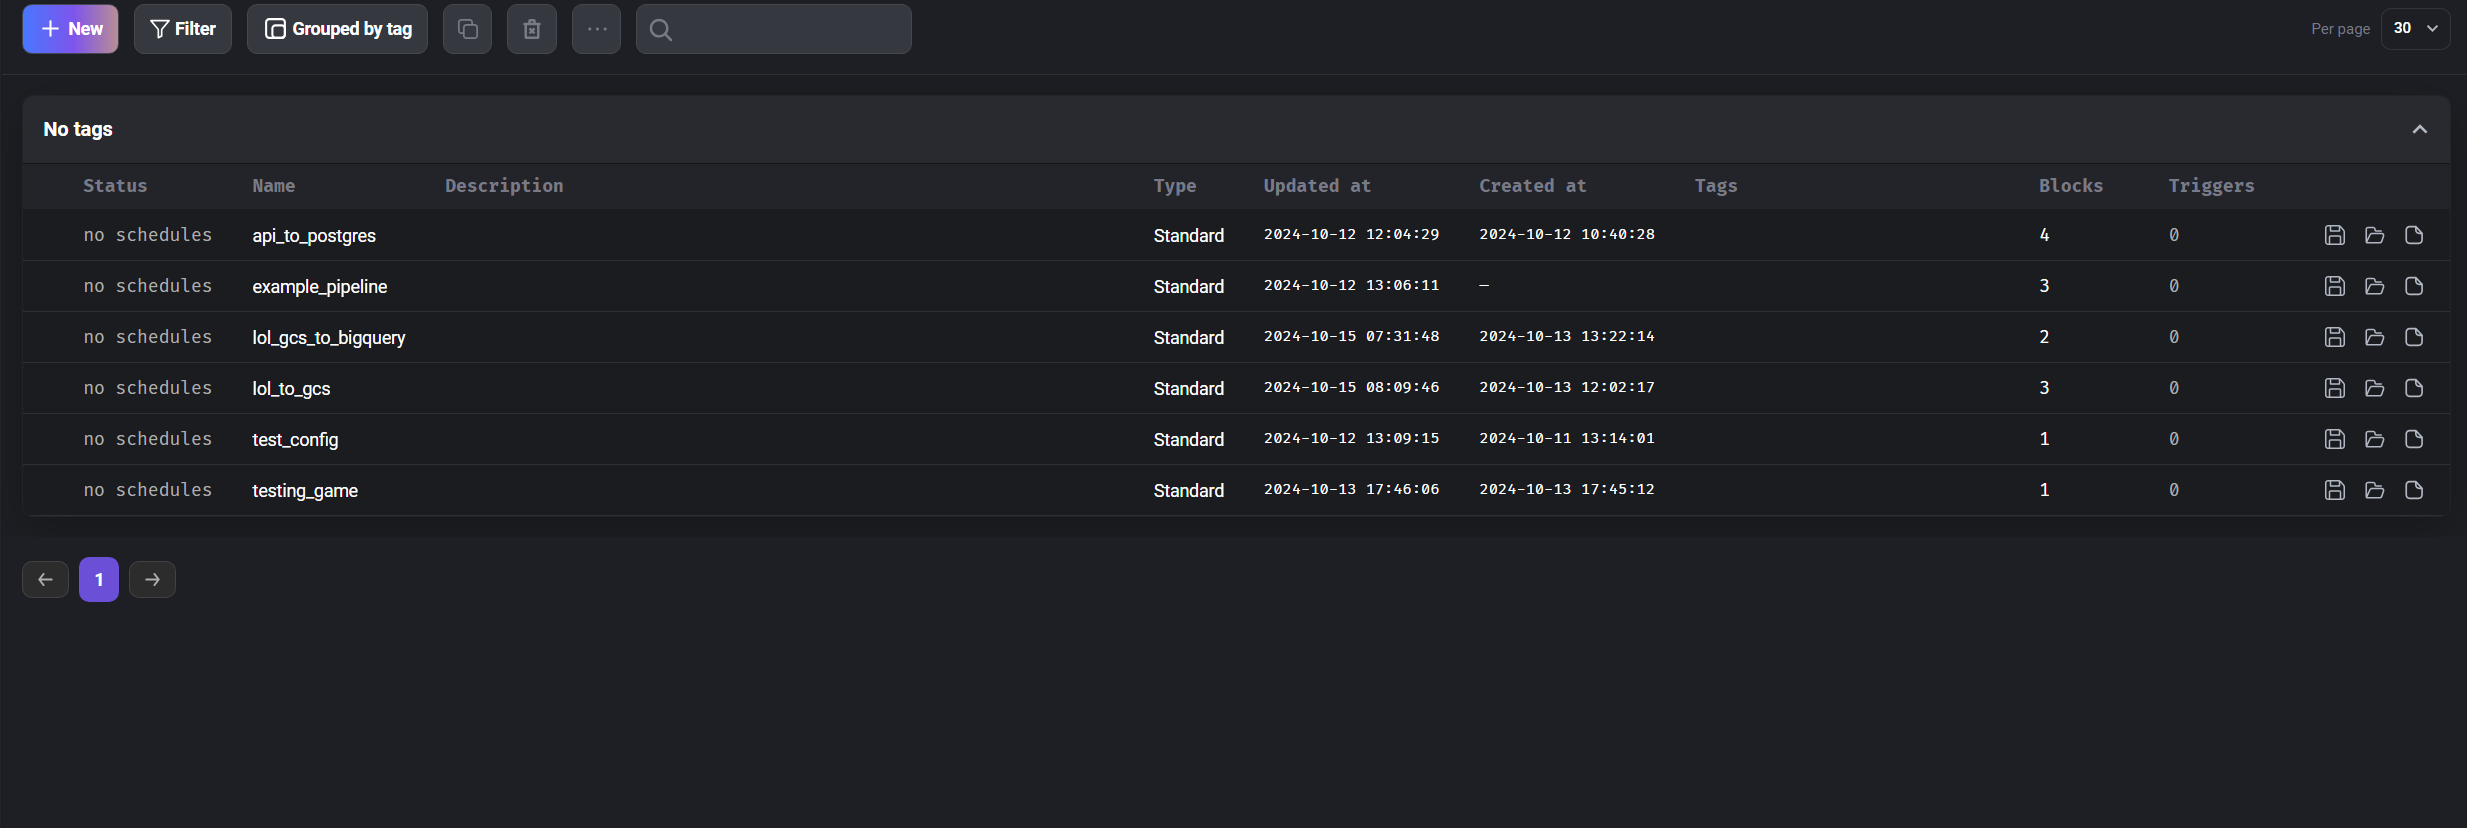 New Filter Grouped by tag Per page 30
No tags
Status Name Description Type Updated at Created at Tags Blocks Triggers
no schedules api_to_postgres Standard 2024-10-12 12:04:29 2024-10-12 10:40:28 4 0
no schedules example_pipeline Standard 2024-10-12 13:06:11 — 3 0
no schedules lol_gcs_to_bigquery Standard 2024-10-15 07:31:48 2024-10-13 13:22:14 2 0
no schedules lol_to_gcs Standard 2024-10-15 08:09:46 2024-10-13 12:02:17 3 0
no schedules test_config Standard 2024-10-12 13:09:15 2024-10-11 13:14:01 1 0
no schedules testing_game Standard 2024-10-13 17:46:06 2024-10-13 17:45:12 1 0
1